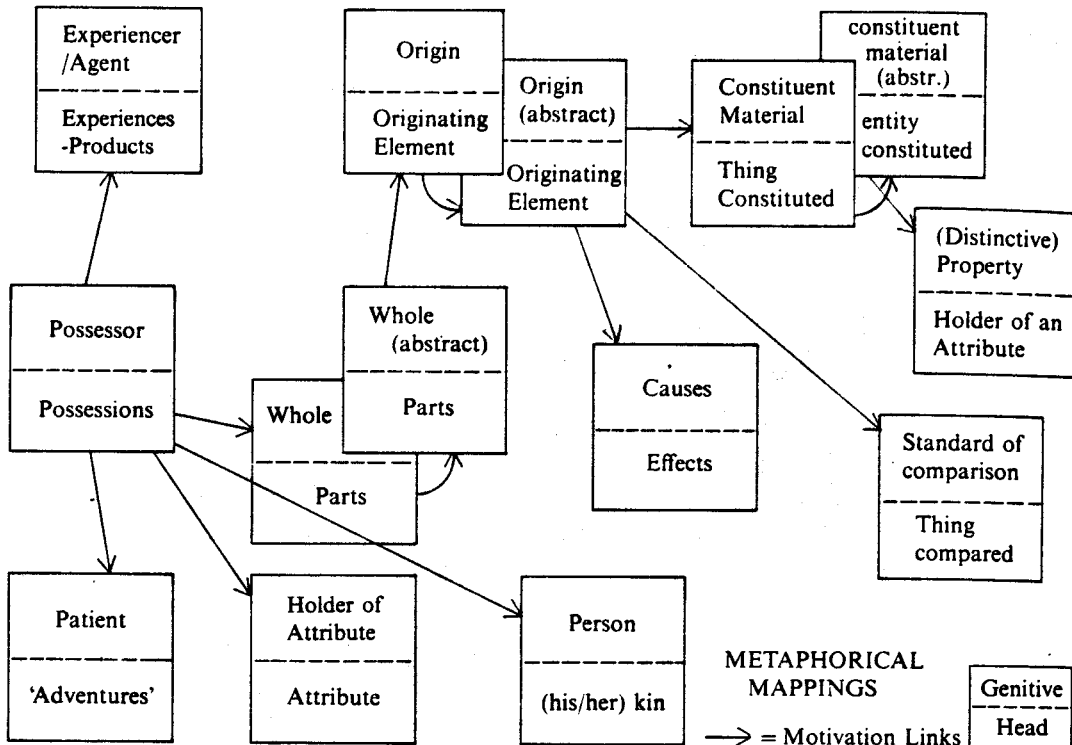 Experiencer
/Agent
Experiences
-Products
Origin
Originating
Element
Origin
(abstract)
Originating
Element
Constituent
Material
Thing
Constituted
constituent
material
(abstr.)
entity
constituted
(Distinctive)
Property
Holder of an
Attribute
Possessor
Possessions
Whole
Parts
Whole
(abstract)
Parts
Causes
Effects
Standard of
comparison
Thing
compared
Patient
‘Adventures’
Holder of
Attribute
Attribute
Person
(his/her) kin
METAPHORICAL
MAPPINGS
= Motivation Links
Genitive
Head